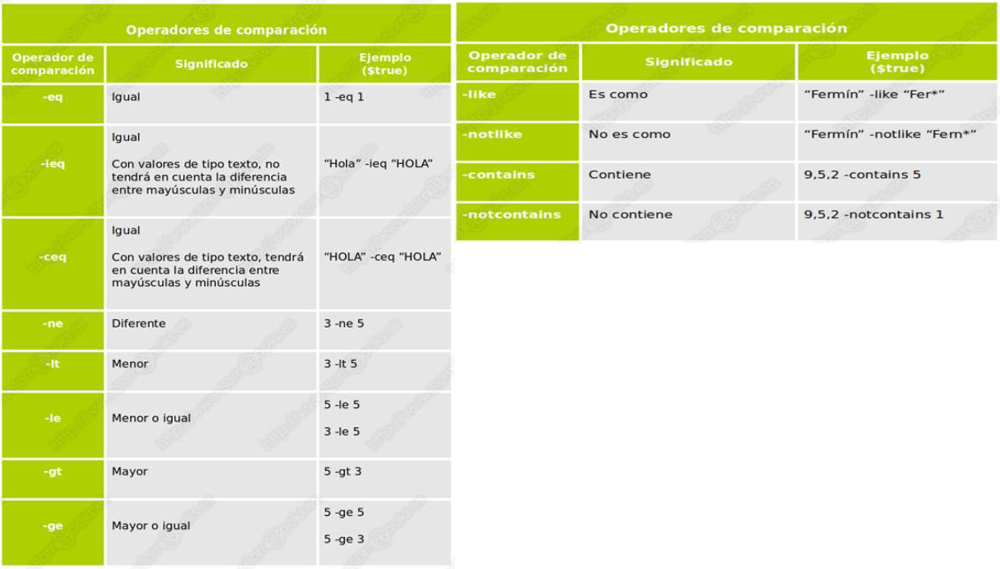 Operadores de comparación
Operador de comparación Significado Ejemplo ($true)
-eq Igual 1 -eq 1
-ieq Igual
Con valores de tipo texto, no
tendrá en cuenta la diferencia
entre mayúsculas y minúsculas
“Hola” -ieq “HOLA”
-ceq Igual
Con valores de tipo texto, tendrá
en cuenta la diferencia entre
mayúsculas y minúsculas
“HOLA” -ceq “HOLA”
-ne Diferente 3 -ne 5
-lt Menor 3 -lt 5
-le Menor o igual
5 -le 5
3 -le 5
-gt Mayor 5 -gt 3
-ge Mayor o igual
5 -ge 5
5 -ge 3
Operadores de comparación
Operador de comparación Significado Ejemplo ($true)
-like Es como “Fermín” -like “Fer*”
-notlike No es como “Fermín” -notlike “Fern*”
-contains Contiene 9,5,2 -contains 5
-notcontains No contiene 9,5,2 -notcontains 1